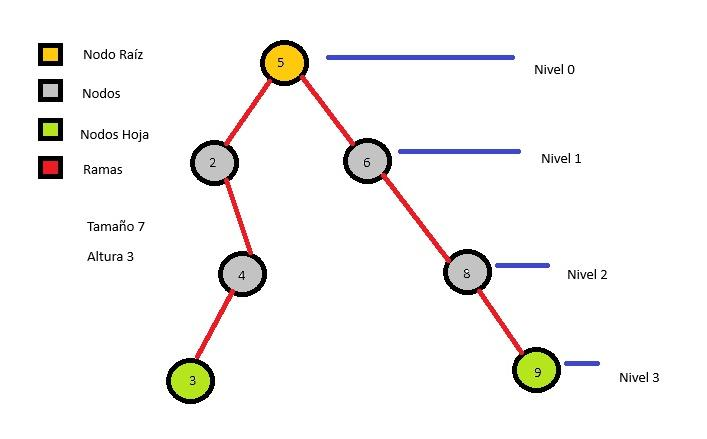 Nodo Raíz
Nodos
Nodos Hoja
Ramas
Tamaño 7
Altura 3
5
Nivel 0
2
6
Nivel 1
4
8
Nivel 2
3
9
Nivel 3